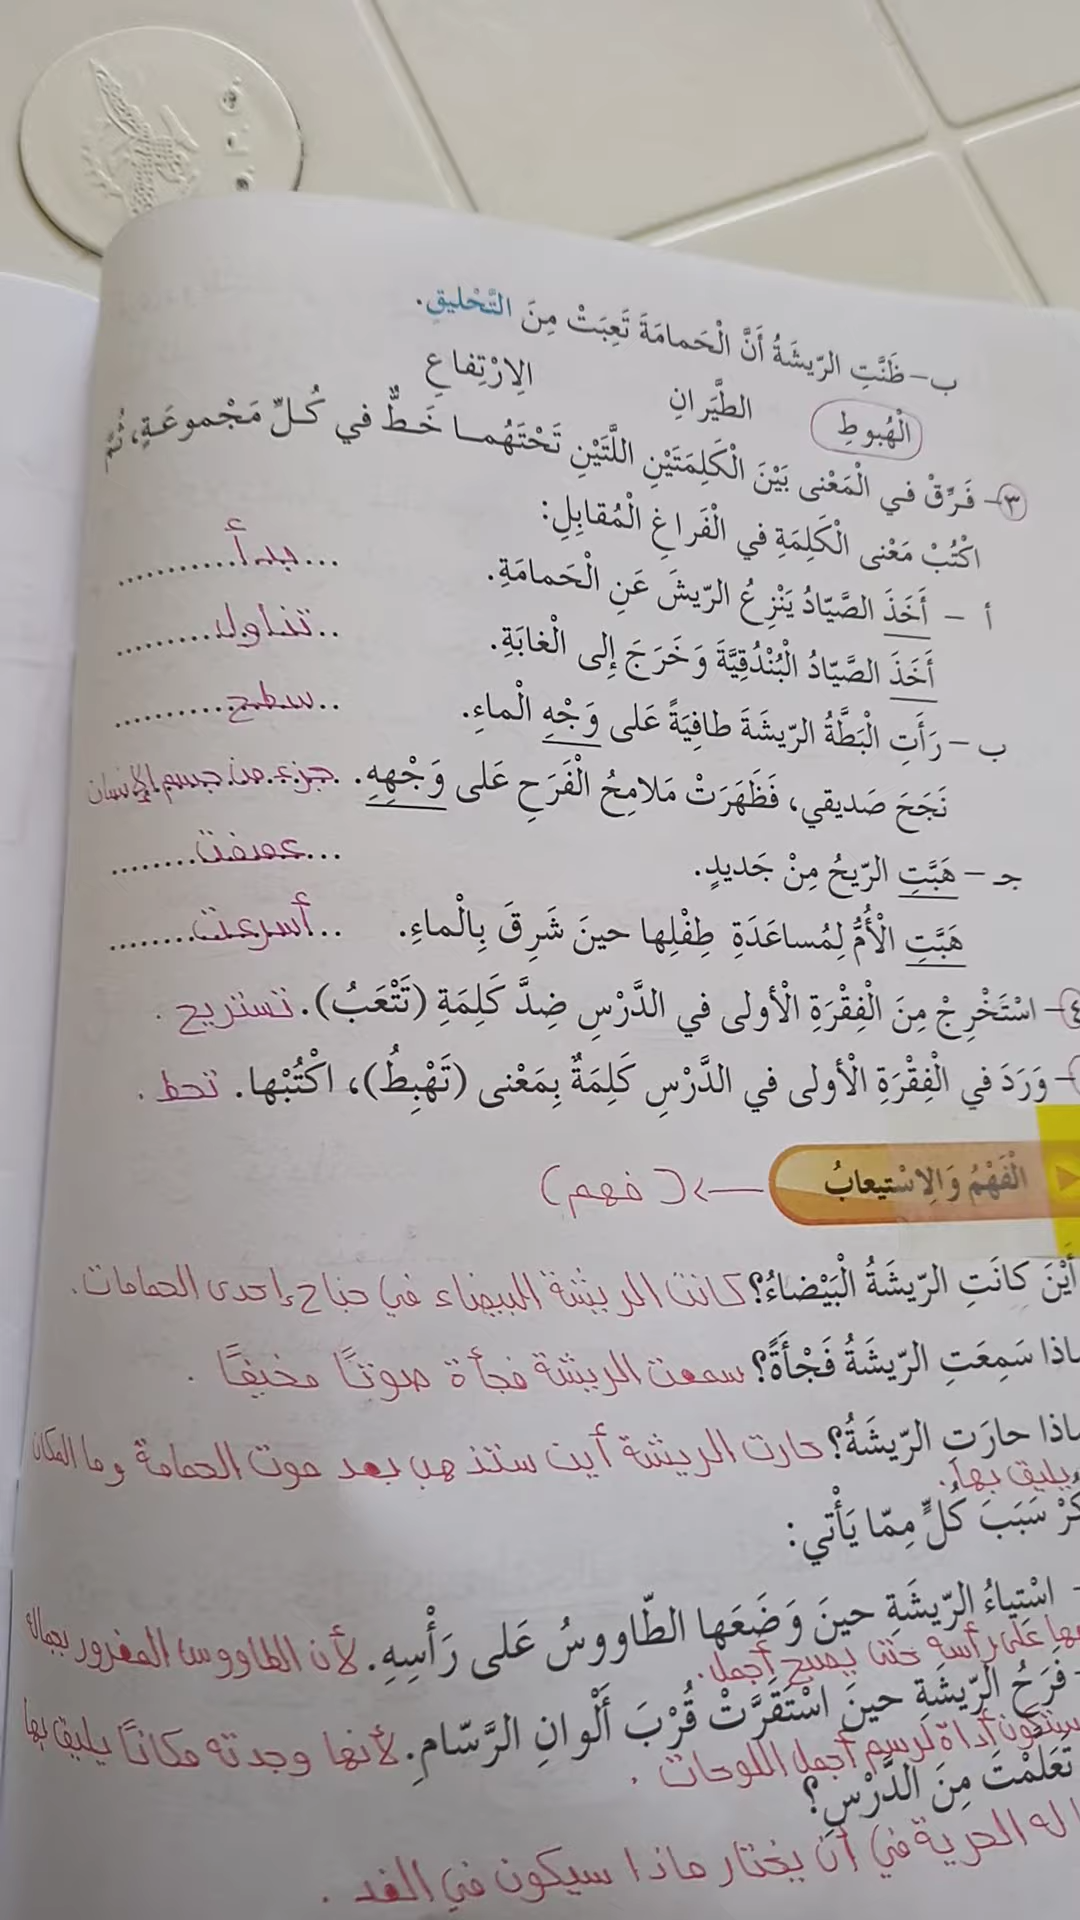 ب- ظَنَّتِ الرّيشَةُ أَنَّ الْحَمامَةَ تَعِبَتْ مِنَ التَّحْليقِ.
الْهُبوطِ الطَّيَرانِ الِارْتِفاعِ
٣- فَرِّقْ في الْمَعْنى بَيْنَ الْكَلِمَتَيْنِ اللَّتَيْنِ تَحْتَهُما خَطٌّ في كُلِّ مَجْموعَةٍ، ثُمَّ
اكْتُبْ مَعْنى الْكَلِمَةِ في الْفَراغِ الْمُقابِلِ:
أ - أَخَذَ الصَّيّادُ يَنْزِعُ الرّيشَ عَنِ الْحَمامَةِ. ...بدأ...........
أَخَذَ الصَّيّادُ الْبُنْدُقِيَّةَ وَخَرَجَ إِلى الْغابَةِ. ..تناول.........
ب- رَأَتِ الْبَطَّةُ الرّيشَةَ طافِيَةً عَلى وَجْهِ الْماءِ. ..سطح..........
نَجَحَ صَديقي، فَظَهَرَتْ مَلامِحُ الْفَرَحِ عَلى وَجْهِهِ. جزء من جسم الإنسان
جـ- هَبَّتِ الرّيحُ مِنْ جَديدٍ. ...عصفت........
هَبَّتِ الْأُمُّ لِمُساعَدَةِ طِفْلِها حينَ شَرِقَ بِالْماءِ. ..أسرعت........
٤- اسْتَخْرِجْ مِنَ الْفِقْرَةِ الْأولى في الدَّرْسِ ضِدَّ كَلِمَةِ (تَتْعَبُ). تستريح .
- وَرَدَ في الْفِقْرَةِ الْأولى في الدَّرْسِ كَلِمَةٌ بِمَعْنى (تَهْبِطُ)، اكْتُبْها. تحط .
الْفَهْمُ وَالِاسْتيعابُ (فهم)
أَيْنَ كانَتِ الرّيشَةُ الْبَيْضاءُ؟ كانت الريشة البيضاء في جناح إحدى الحمامات.
سَمِعَتِ الرّيشَةُ فَجْأَةً؟ سمعت الريشة فجأة صوتًا مخيفًا .
حارَتِ الرّيشَةُ؟ حارت الريشة أين ستذهب بعد موت الحمامة وما المكان
يليق بها.
سَبَبَ كُلٍّ مِمّا يَأْتي:
- اسْتِياءُ الرّيشَةِ حينَ وَضَعَها الطّاووسُ عَلى رَأْسِهِ. لأن الطاووس المغرور بجماله
على رأسه حتى يصبح أجمل.
- فَرَحُ الرّيشَةِ حينَ اسْتَقَرَّتْ قُرْبَ أَلْوانِ الرَّسّامِ. لأنها وجدته مكانًا يليق بها
ستكون أداة لرسم أجمل اللوحات .
تَعَلَّمْتَ مِنَ الدَّرْسِ؟
له الحرية في أن يختار ماذا سيكون في الغد .